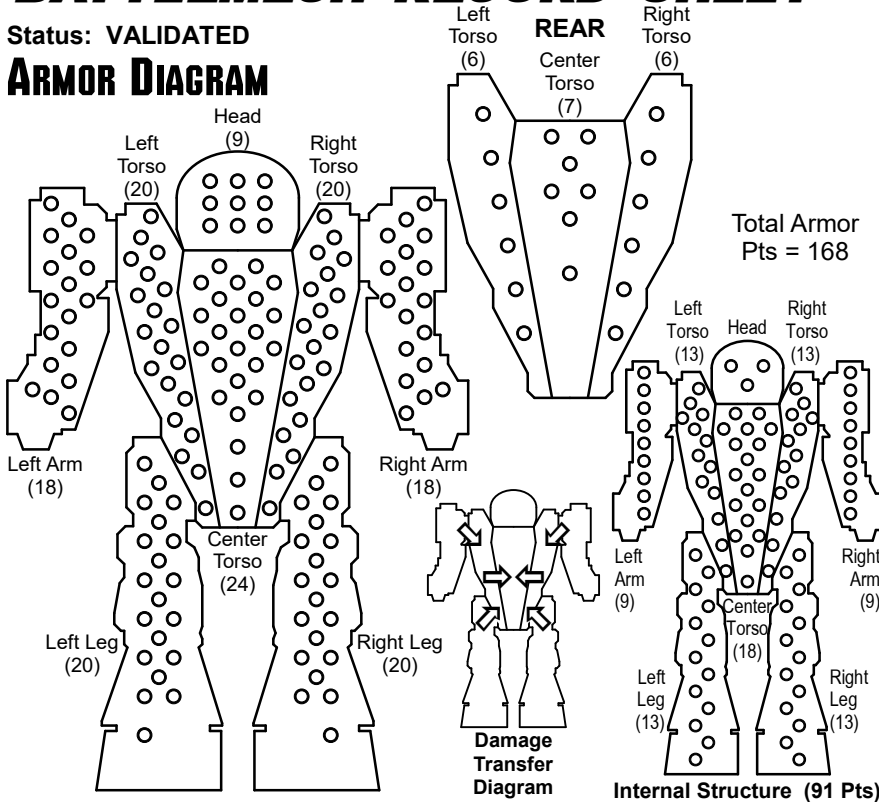 Status: VALIDATED
ARMOR DIAGRAM
Head
(9)
Left
Torso
(20)
Right
Torso
(20)
Left Arm
(18)
Right Arm
(18)
Center
Torso
(24)
Left Leg
(20)
Right Leg
(20)
Left
Torso
(6)
REAR
Center
Torso
(7)
Right
Torso
(6)
Total Armor
Pts = 168
Left
Torso
(13)
Head
Right
Torso
(13)
Left
Arm
(9)
Right
Arm
(9)
Center
Torso
(18)
Left
Leg
(13)
Right
Leg
(13)
Damage
Transfer
Diagram
Internal Structure (91 Pts)